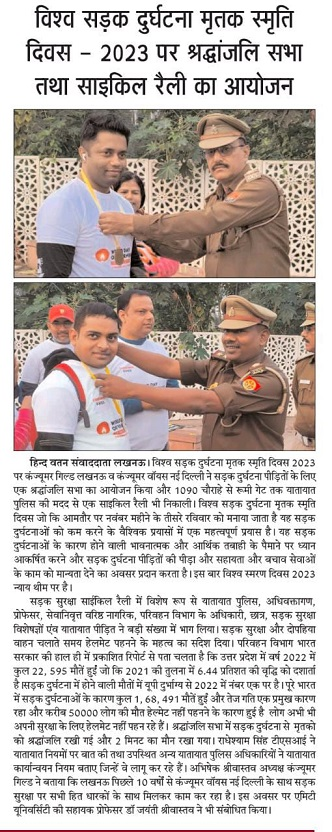 विश्व सड़क दुर्घटना मृतक स्मृति
दिवस – 2023 पर श्रद्धांजलि सभा
तथा साइकिल रैली का आयोजन
हिन्द वतन संवाददाता लखनऊ। विश्व सड़क दुर्घटना मृतक स्मृति दिवस 2023
पर कंज्यूमर गिल्ड लखनऊ व कंज्यूमर वॉयस नई दिल्ली ने सड़क दुर्घटना पीड़ितों के लिए
एक श्रद्धांजलि सभा का आयोजन किया और 1090 चौराहे से रूमी गेट तक यातायात
पुलिस की मदद से एक साइकिल रैली भी निकाली। विश्व सड़क दुर्घटना मृतक स्मृति
दिवस जो कि आमतौर पर नवंबर महीने के तीसरे रविवार को मनाया जाता है यह सड़क
दुर्घटनाओं को कम करने के वैश्विक प्रयासों में एक महत्वपूर्ण प्रयास है। यह सड़क
दुर्घटनाओं के कारण होने वाली भावनात्मक और आर्थिक तबाही के पैमाने पर ध्यान
आकर्षित करने और सड़क दुर्घटना पीड़ितों की पीड़ा और सहायता और बचाव सेवाओं
के काम को मान्यता देने का अवसर प्रदान करता है। इस बार विश्व स्मरण दिवस 2023
न्याय थीम पर है।
सड़क सुरक्षा साईकिल रैली में विशेष रूप से यातायात पुलिस, अधिवक्तागण,
प्रोफेसर, सेवानिवृत्त वरिष्ठ नागरिक, परिवहन विभाग के अधिकारी, छात्र, सड़क सुरक्षा
विशेषज्ञों एंव यातायात पीड़ित ने बड़ी संख्या में भाग लिया। सड़क सुरक्षा और दोपहिया
वाहन चलाते समय हेलमेट पहनने के महत्व का संदेश दिया। परिवहन विभाग भारत
सरकार की हाल ही में प्रकाशित रिपोर्ट से पता चलता है कि उत्तर प्रदेश में वर्ष 2022 में
कुल 22, 595 मौतें हुईं जो कि 2021 की तुलना में 6.44 प्रतिशत की वृद्धि को दर्शाता
है।सड़क दुर्घटना में होने वाली मौतों में यूपी दुर्भाग्य से 2022 में नंबर एक पर है। पूरे भारत
में सड़क दुर्घटनाओं के कारण कुल 1, 68, 491 मौतें हुईं और तेज गति एक प्रमुख कारण
रहा और करीब 50000 लोगों की मौत हेल्मेट नहीं पहनने के कारण हुई है लोग अभी भी
अपनी सुरक्षा के लिए हेलमेट नहीं पहन रहे हैं। श्रद्धांजलि सभा में सड़क दुर्घटना से मृतको
को श्रद्धांजलि रखी गई और 2 मिनट का मौन रखा गया। राधेश्याम सिंह टीएसआई ने
यातायात नियमों पर बात की तथा उपस्थित अन्य यातायात पुलिस अधिकारियों ने यातायात
कार्यान्वयन नियम बताए जिन्हें वे लागू कर रहे हैं। अभिषेक श्रीवास्तव अध्यक्ष कंज्यूमर
गिल्ड ने बताया कि लखनऊ पिछले 10 वर्षों से कंज्यूमर वॉयस नई दिल्ली के साथ सड़क
सुरक्षा पर सभी हित धारकों के साथ मिलकर काम कर रहा है। इस अवसर पर एमिटी
यूनिवर्सिटी की सहायक प्रोफेसर डॉ जयंती श्रीवास्तव ने भी संबोधित किया।